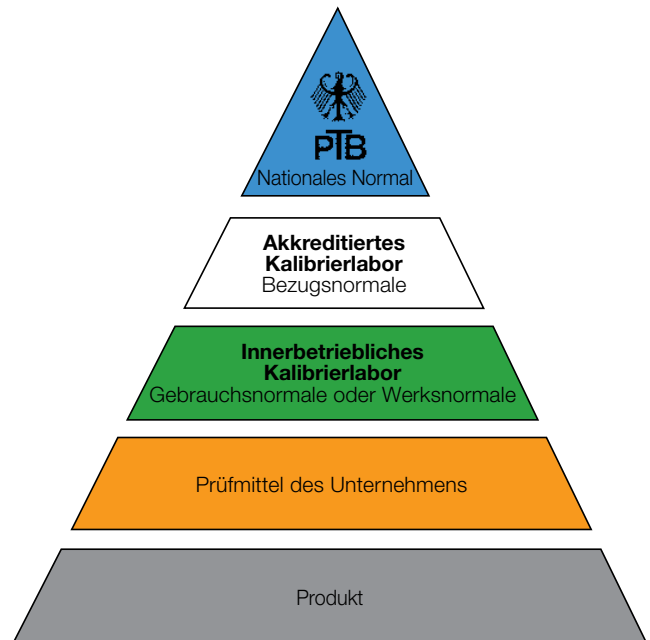 PTB
Nationales Normal
Akkreditiertes
Kalibrierlabor
Bezugsnormale
Innerbetriebliches
Kalibrierlabor
Gebrauchsnormale oder Werksnormale
Prüfmittel des Unternehmens
Produkt